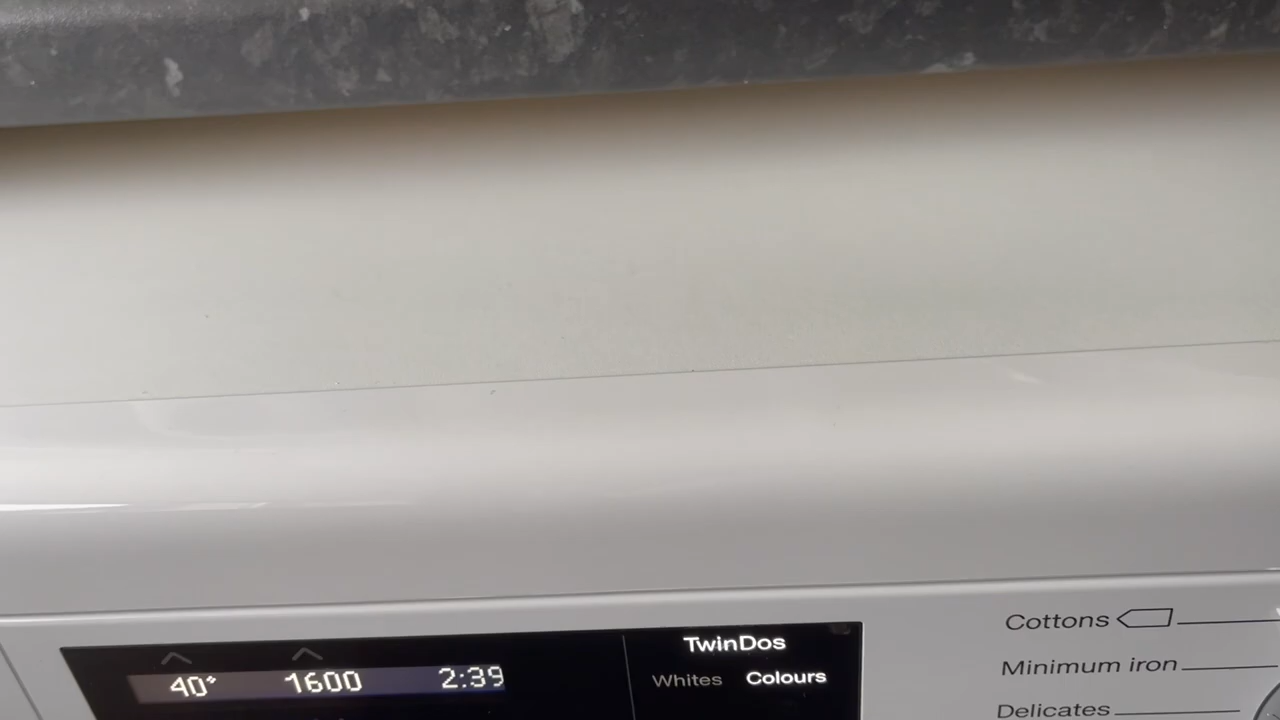 TwinDos
Whites Colours
40° 1600 2:39
Cottons
Minimum iron
Delicates